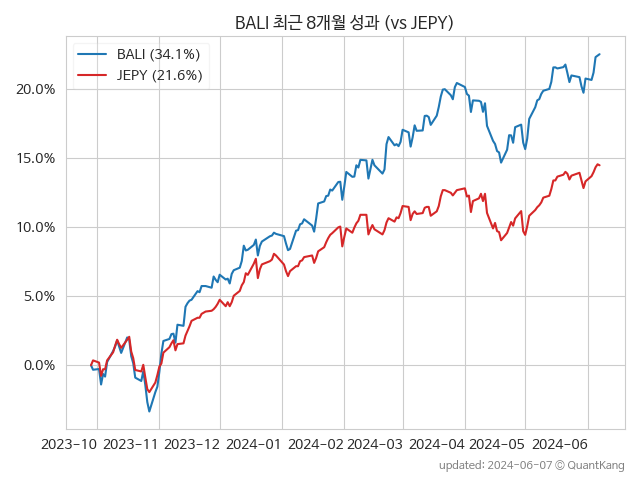 BALI 최근 8개월 성과 (vs JEPY)
BALI (34.1%)
JEPY (21.6%)
20.0%
15.0%
10.0%
5.0%
0.0%
2023-10 2023-11 2023-12 2024-01 2024-02 2024-03 2024-04 2024-05 2024-06
updated: 2024-06-07 © QuantKang